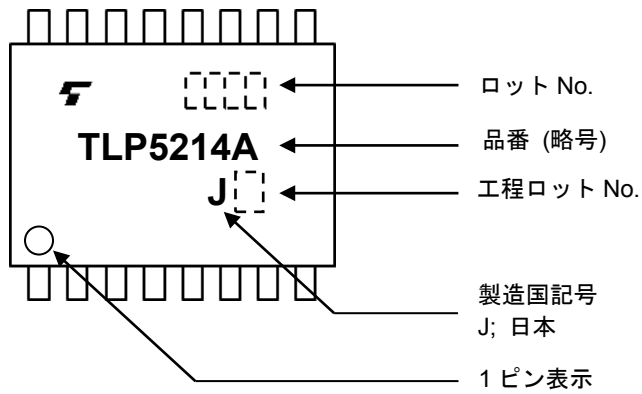 ロット No.
TLP5214A
品番 (略号)
J
工程ロット No.
製造国記号
J; 日本
1 ピン表示